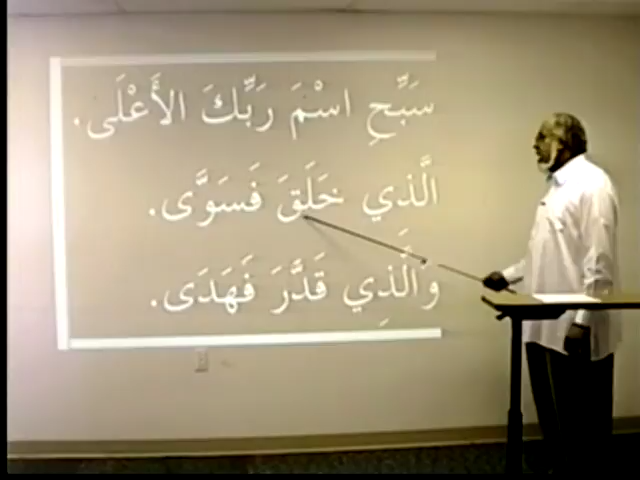 سَبِّحِ اسْمَ رَبِّكَ الأَعْلَى.
الَّذِي خَلَقَ فَسَوَّى.
وَالَّذِي قَدَّرَ فَهَدَى.